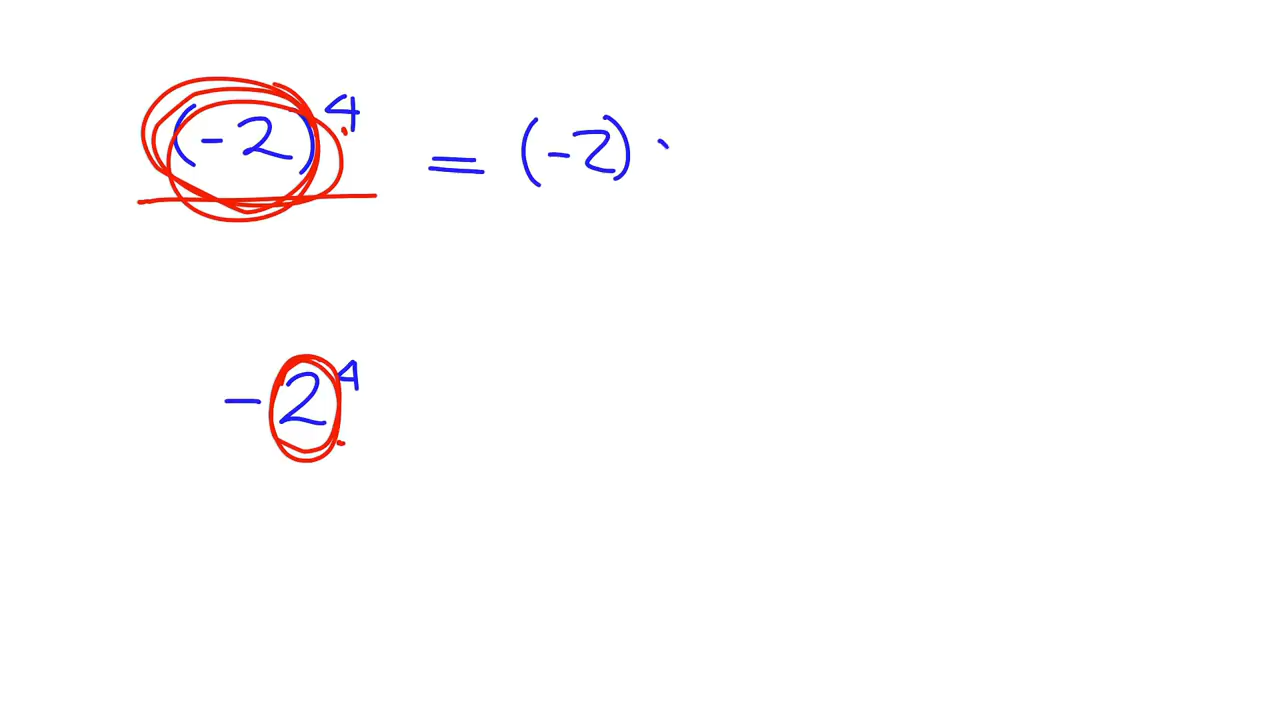 (-2)⁴ = (-2) ·
-2⁴